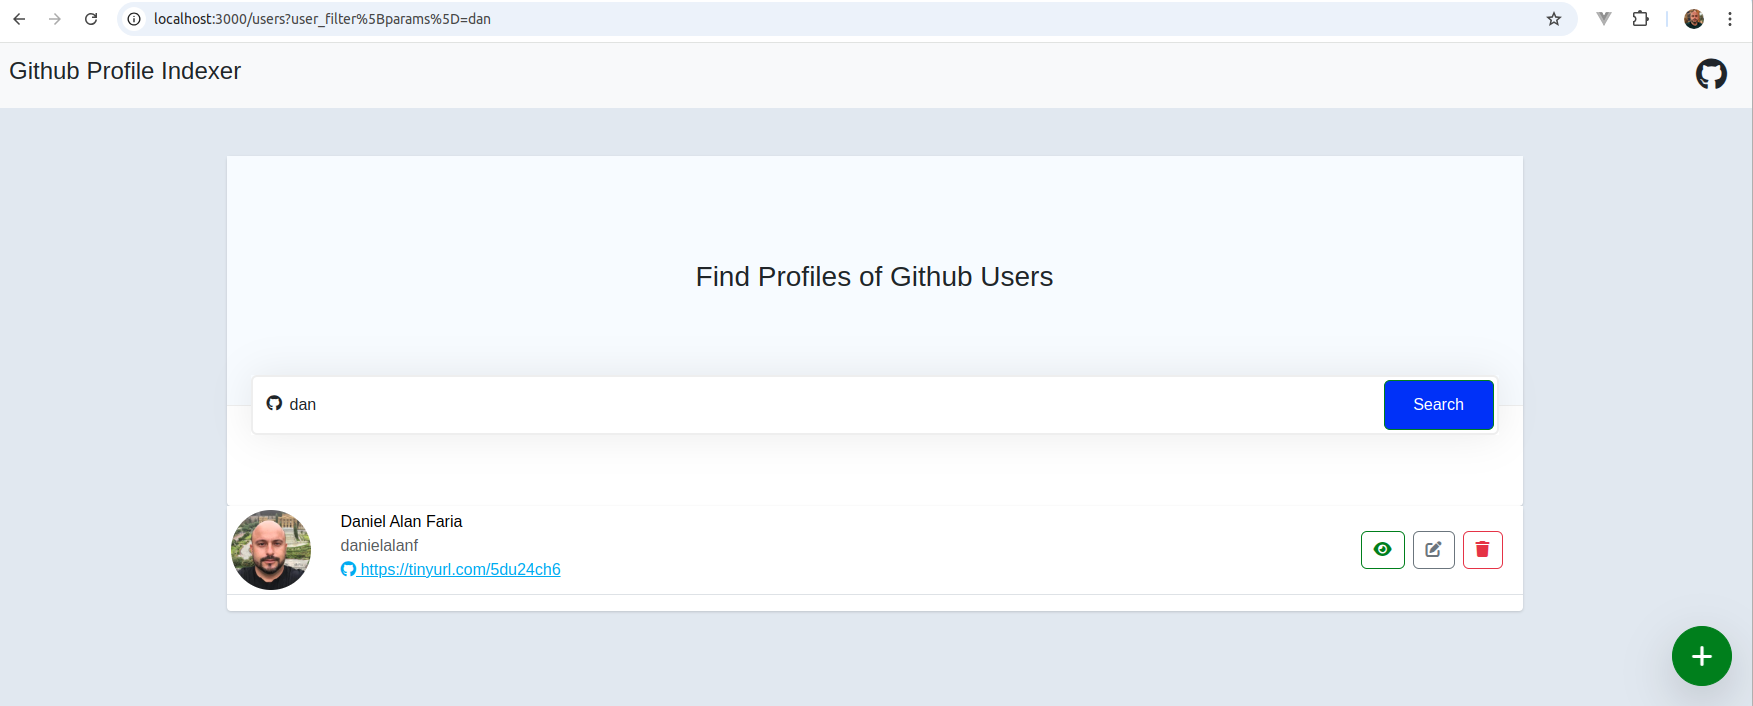 localhost:3000/users?user_filter%5Bparams%5D=dan
Github Profile Indexer
Find Profiles of Github Users
dan
Search
Daniel Alan Faria
danielalanf
https://tinyurl.com/5du24ch6